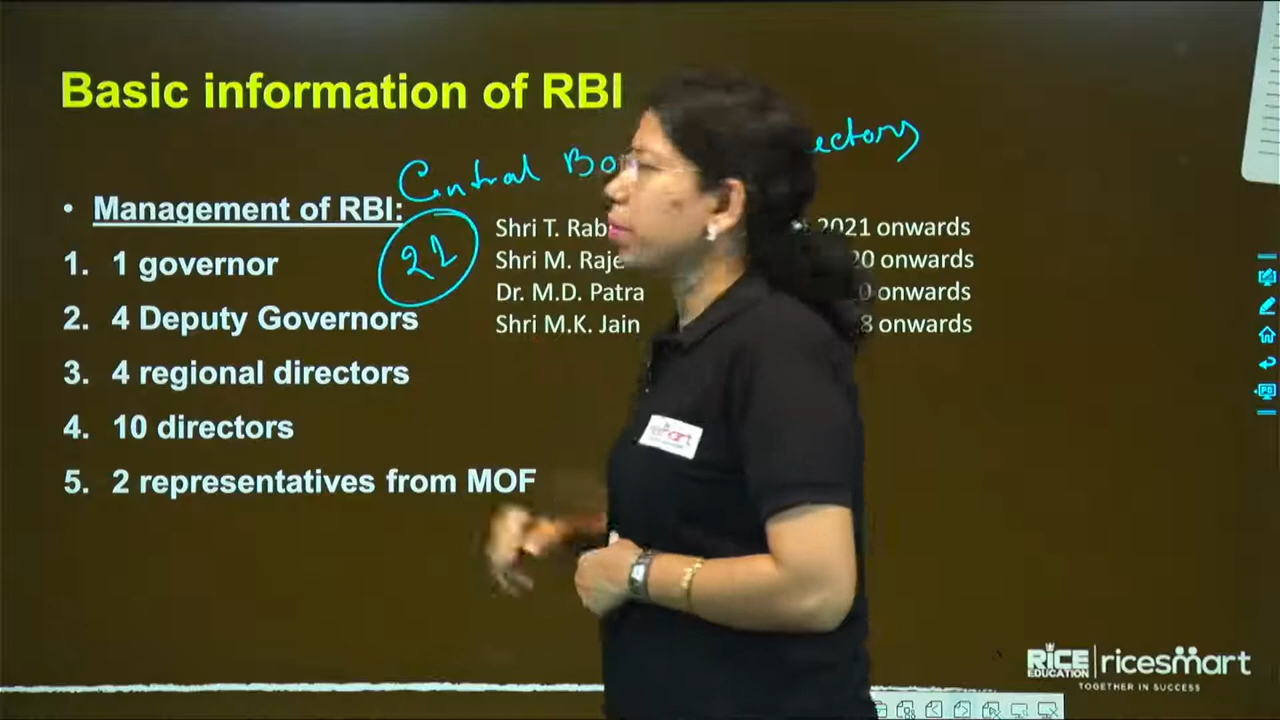 Basic information of RBI
Central Bo ectors
• Management of RBI:
22
1. 1 governor
2. 4 Deputy Governors
3. 4 regional directors
4. 10 directors
5. 2 representatives from MOF
Shri T. Rab 2021 onwards
Shri M. Raje 20 onwards
Dr. M.D. Patra 0 onwards
Shri M.K. Jain 8 onwards
RICE EDUCATION ricesmart
TOGETHER IN SUCCESS